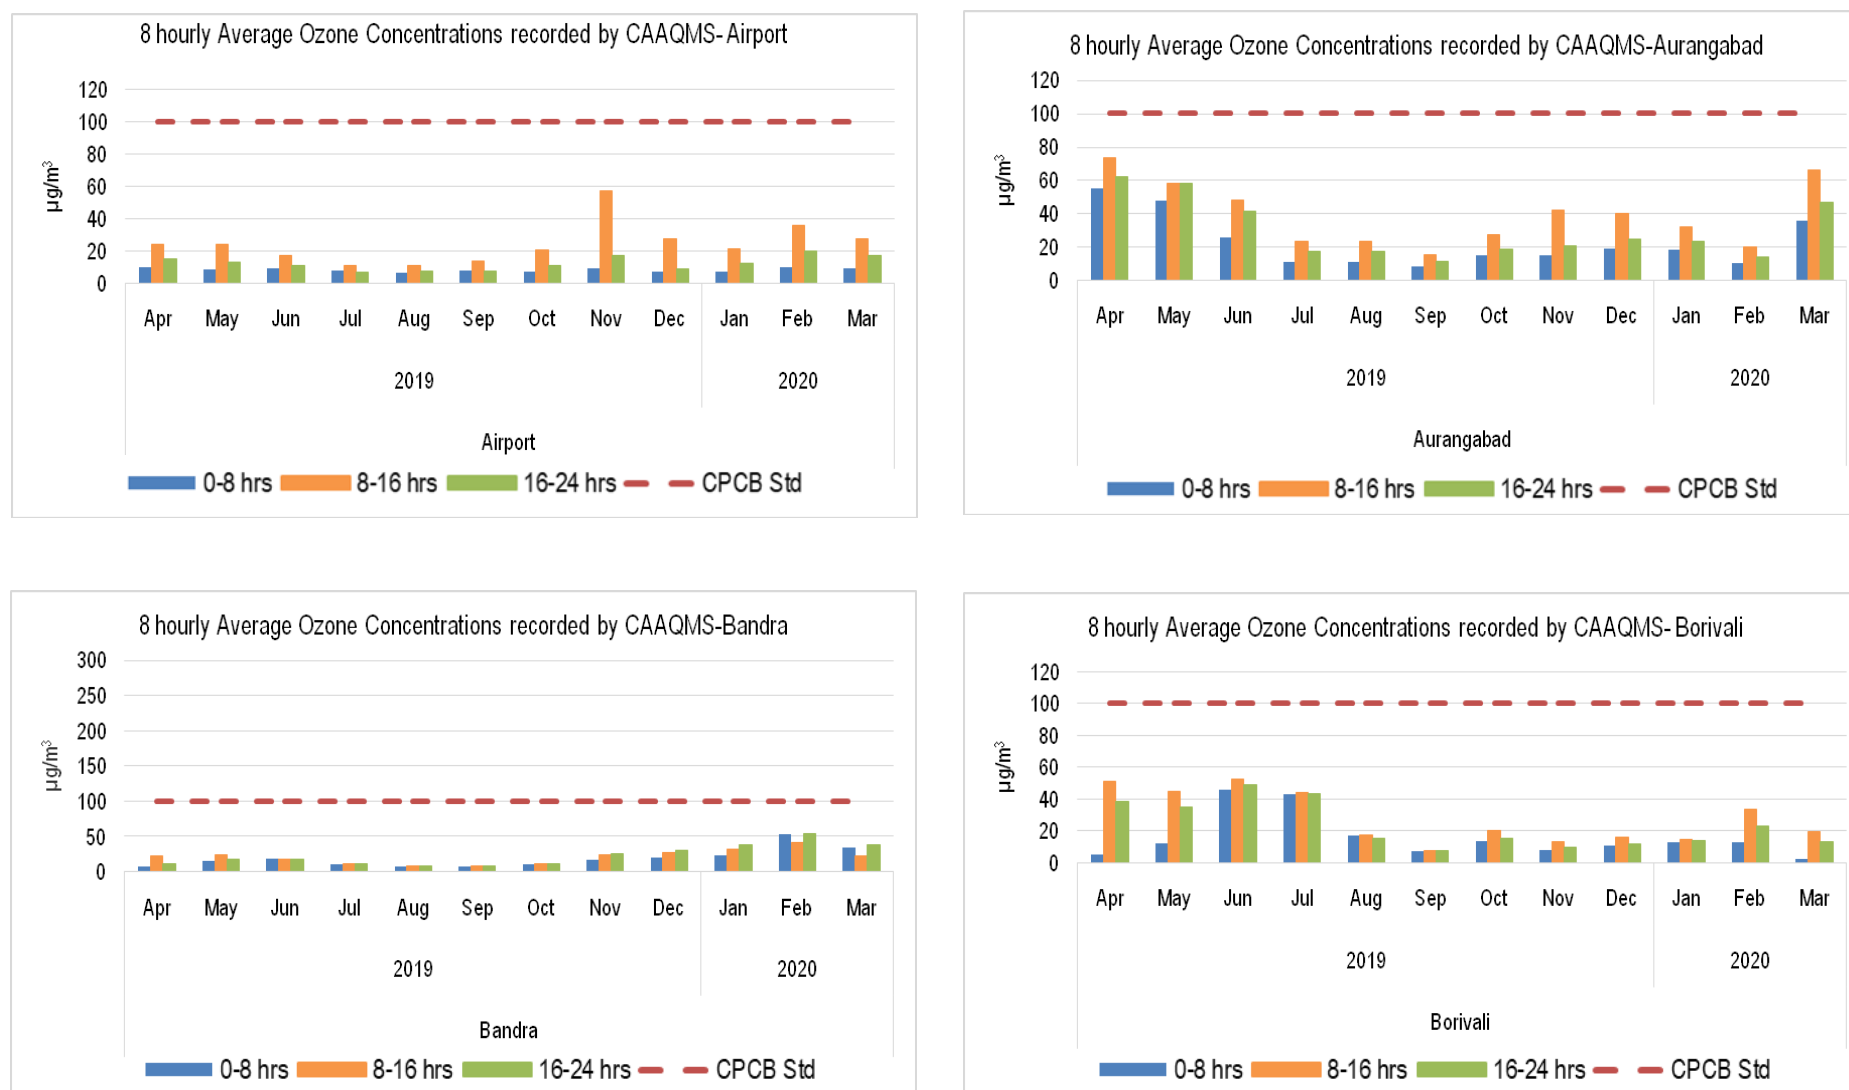 8 hourly Average Ozone Concentrations recorded by CAAQMS-Airport
120
100
80
60
40
20
0
µg/m³
Apr May Jun Jul Aug Sep Oct Nov Dec Jan Feb Mar
2019 2020
Airport
0-8 hrs 8-16 hrs 16-24 hrs CPCB Std
8 hourly Average Ozone Concentrations recorded by CAAQMS-Aurangabad
120
100
80
60
40
20
0
µg/m³
Apr May Jun Jul Aug Sep Oct Nov Dec Jan Feb Mar
2019 2020
Aurangabad
0-8 hrs 8-16 hrs 16-24 hrs CPCB Std
8 hourly Average Ozone Concentrations recorded by CAAQMS-Bandra
300
250
200
150
100
50
0
µg/m³
Apr May Jun Jul Aug Sep Oct Nov Dec Jan Feb Mar
2019 2020
Bandra
0-8 hrs 8-16 hrs 16-24 hrs CPCB Std
8 hourly Average Ozone Concentrations recorded by CAAQMS- Borivali
120
100
80
60
40
20
0
µg/m³
Apr May Jun Jul Aug Sep Oct Nov Dec Jan Feb Mar
2019 2020
Borivali
0-8 hrs 8-16 hrs 16-24 hrs CPCB Std